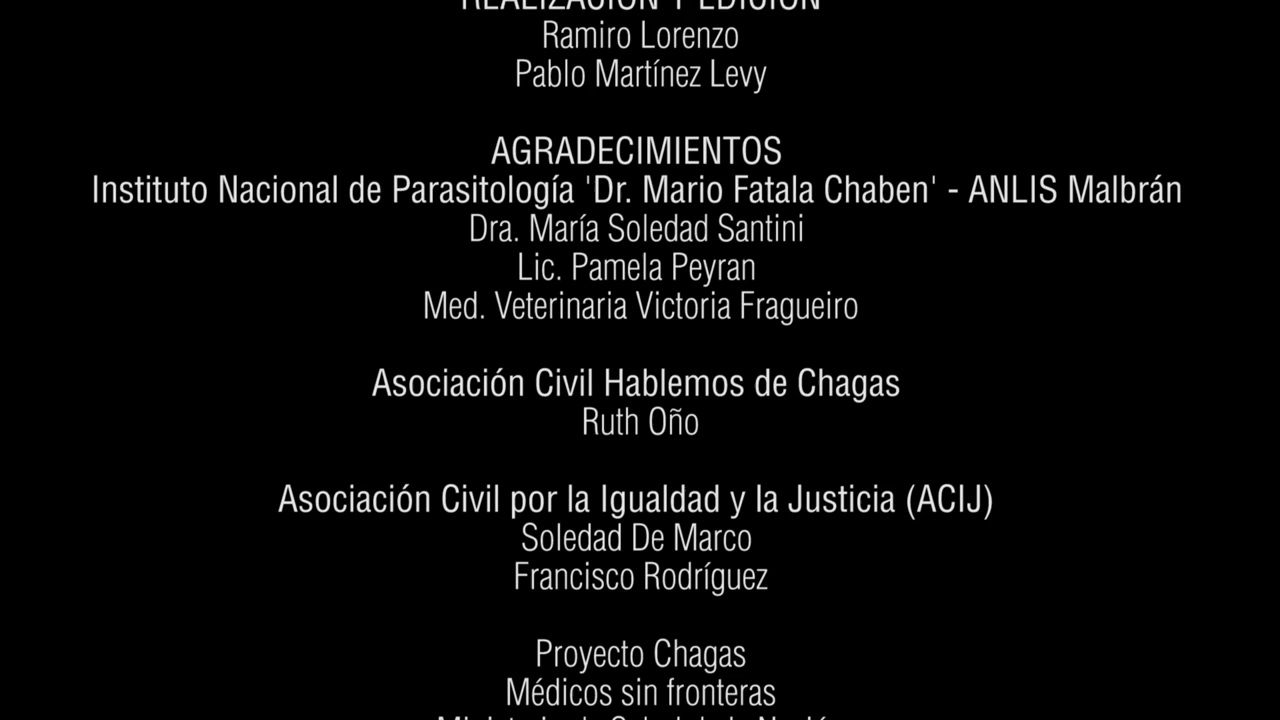 REALIZACIÓN Y EDICIÓN
Ramiro Lorenzo
Pablo Martínez Levy
AGRADECIMIENTOS
Instituto Nacional de Parasitología 'Dr. Mario Fatala Chaben' - ANLIS Malbrán
Dra. María Soledad Santini
Lic. Pamela Peyran
Med. Veterinaria Victoria Fragueiro
Asociación Civil Hablemos de Chagas
Ruth Oño
Asociación Civil por la Igualdad y la Justicia (ACIJ)
Soledad De Marco
Francisco Rodríguez
Proyecto Chagas
Médicos sin fronteras